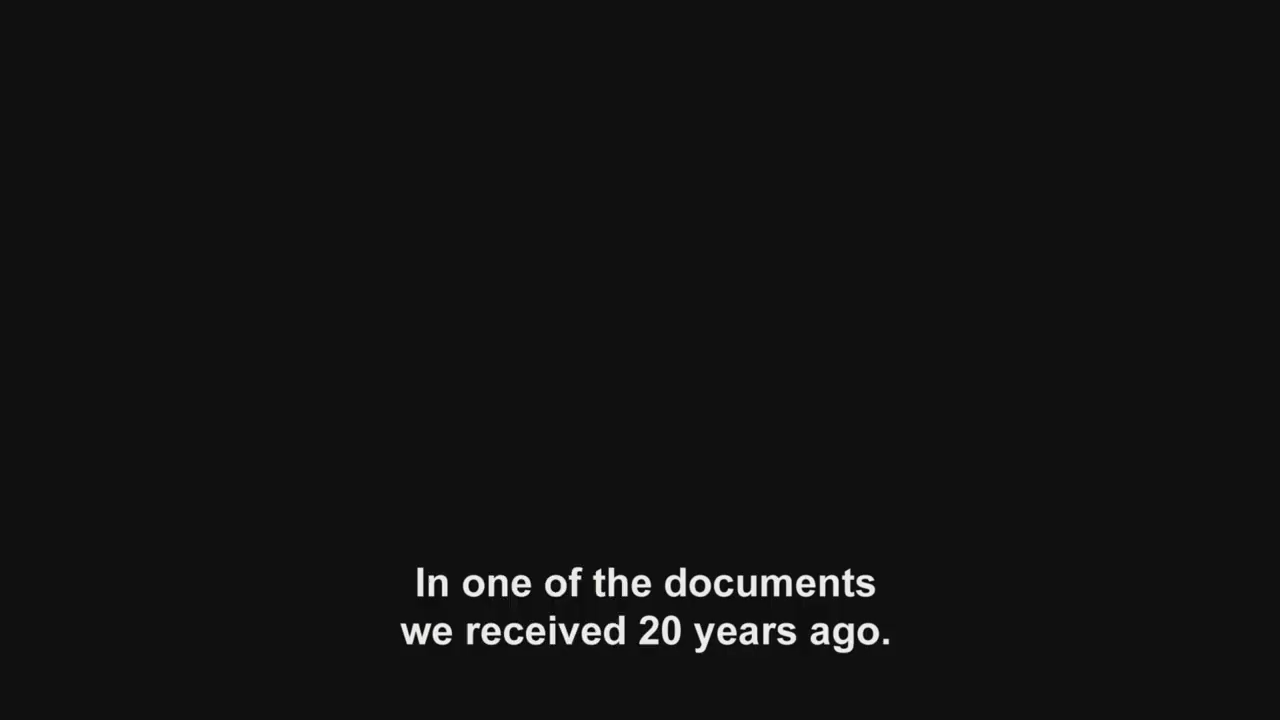 In one of the documents
we received 20 years ago.